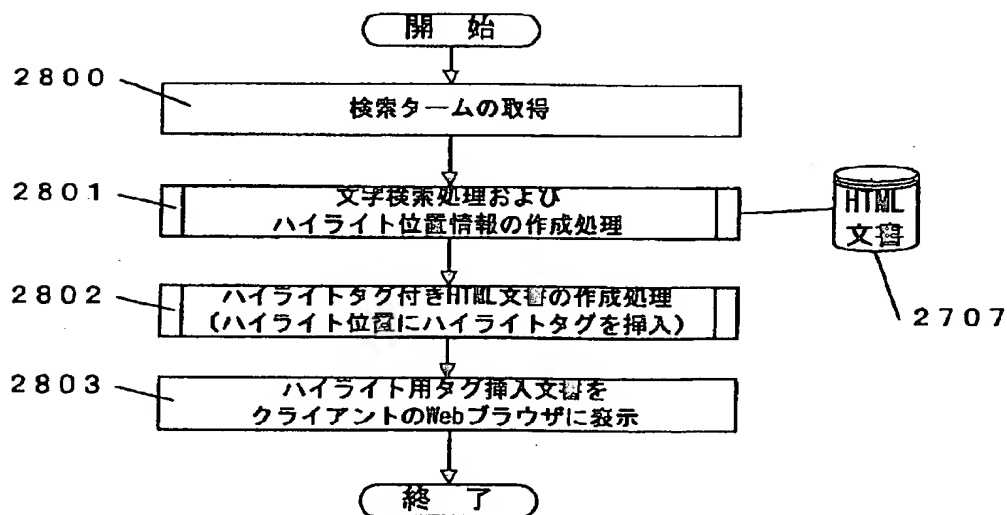 開 始
2800
検索タームの取得
2801
文字検索処理および
ハイライト位置情報の作成処理
HTML
文書
2707
2802
ハイライトタグ付きHTML文書の作成処理
(ハイライト位置にハイライトタグを挿入)
2803
ハイライト用タグ挿入文書を
クライアントのWebブラウザに表示
終 了